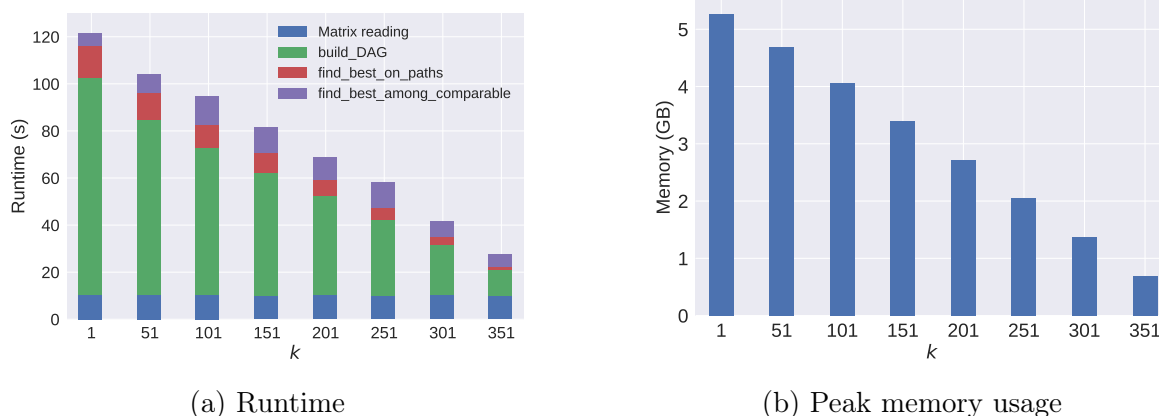 120
100
80
60
40
20
0
Runtime (s)
Matrix reading
build_DAG
find_best_on_paths
find_best_among_comparable
1 51 101 151 201 251 301 351
k
(a) Runtime
5
4
3
2
1
0
Memory (GB)
1 51 101 151 201 251 301 351
k
(b) Peak memory usage